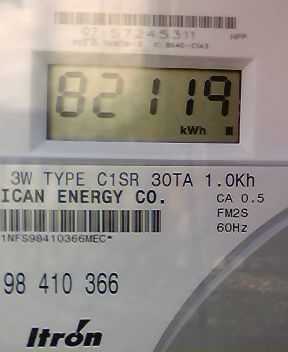 07 57245311 HPP
82119
kWh
3W TYPE C1SR 30TA 1.0Kh
ICAN ENERGY CO. CA 0.5
FM2S
1NFS98410366MEC* 60Hz
98 410 366
Itron